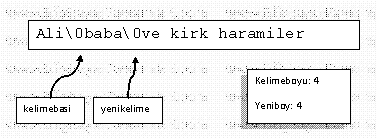 Ali\0baba\0ve kirk haramiler
Kelimeboyu: 4
Yeniboy: 4
kelimebasi
yenikelime